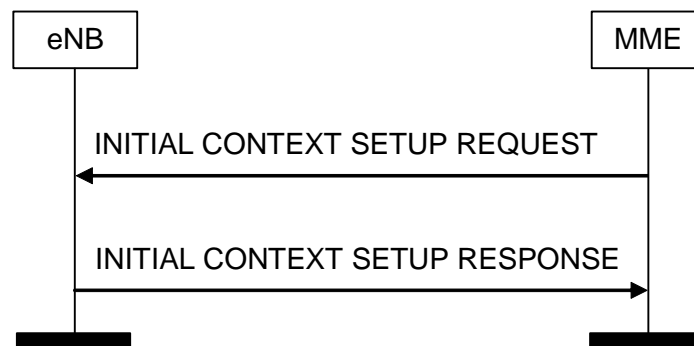 eNB
MME
INITIAL CONTEXT SETUP REQUEST
INITIAL CONTEXT SETUP RESPONSE